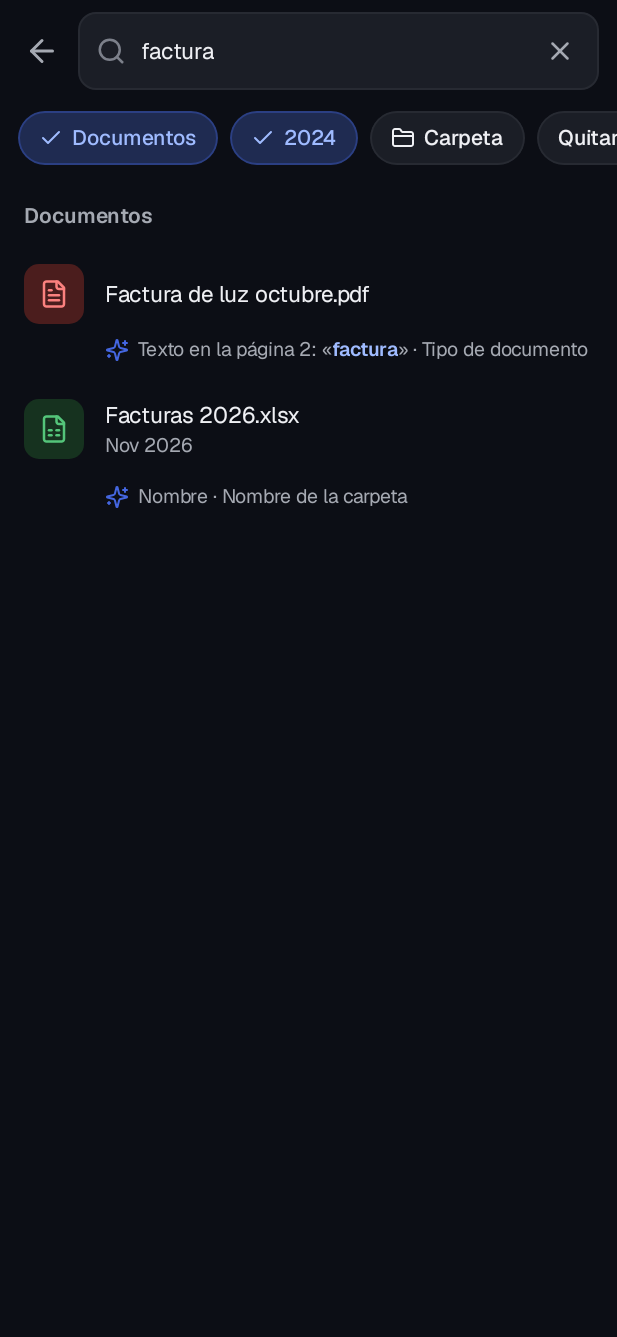 factura
Documentos
2024
Carpeta
Quitar
Documentos
Factura de luz octubre.pdf
Texto en la página 2: «factura» · Tipo de documento
Facturas 2026.xlsx
Nov 2026
Nombre · Nombre de la carpeta